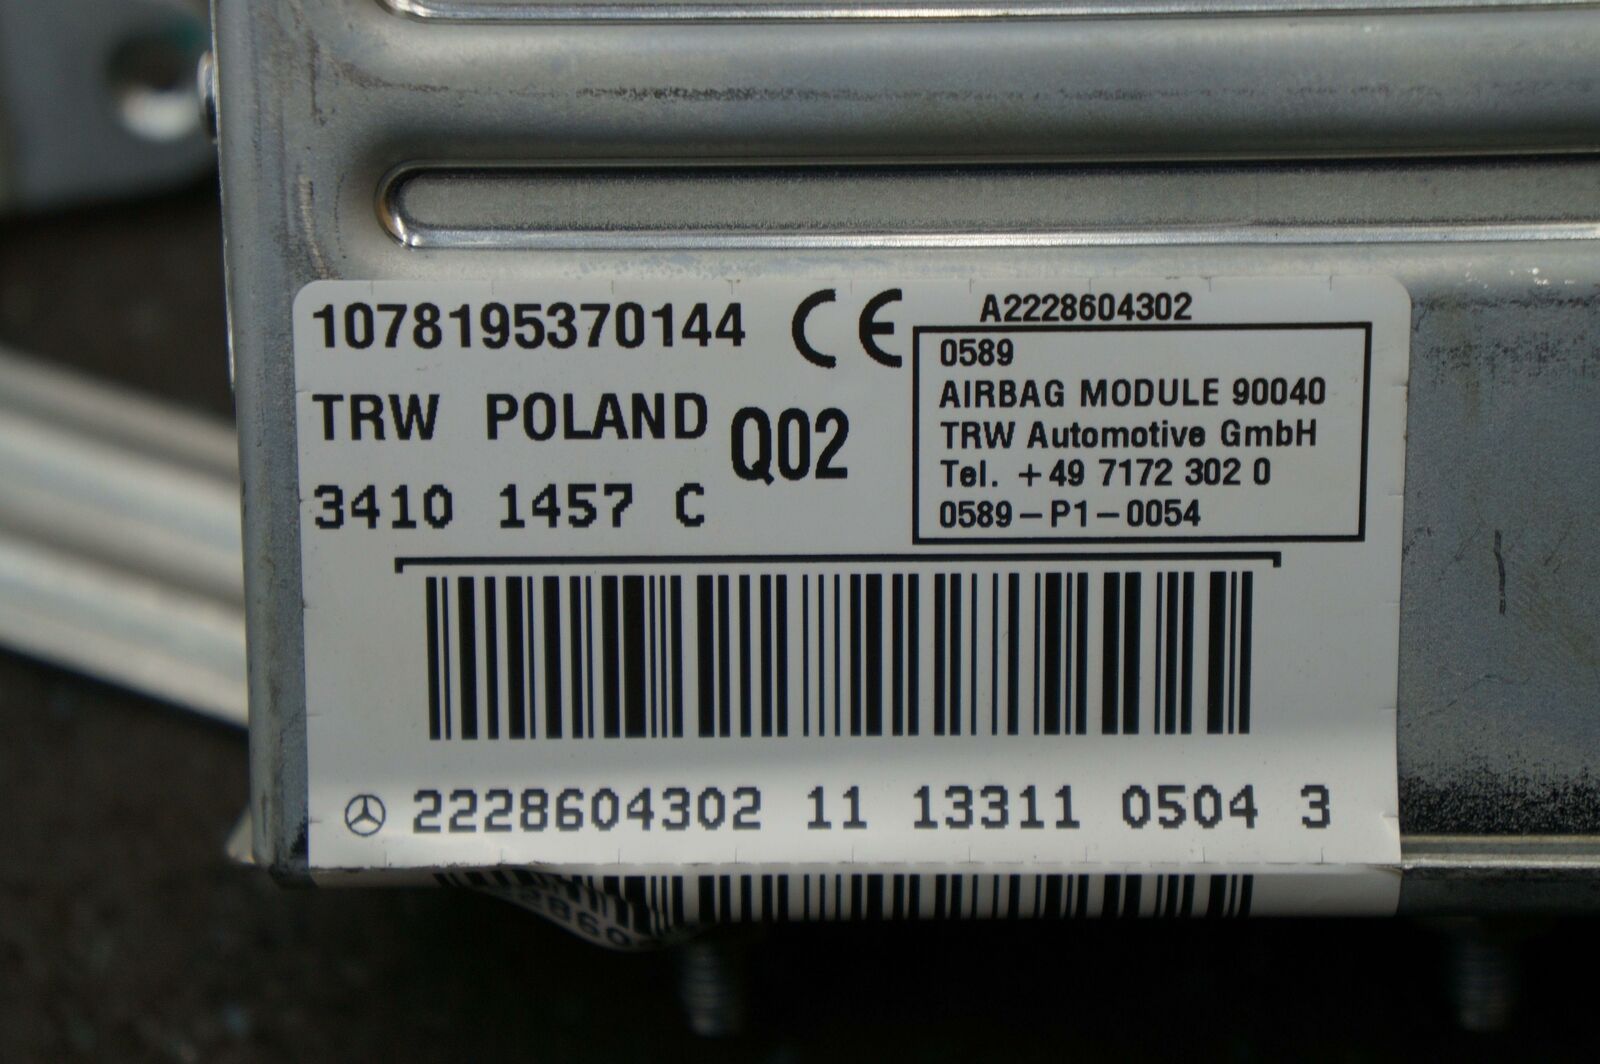 1078195370144 CE A2228604302
TRW POLAND Q02
3410 1457 C
0589
AIRBAG MODULE 90040
TRW Automotive GmbH
Tel. +49 7172 302 0
0589-P1-0054
2228604302 11 13311 0504 3